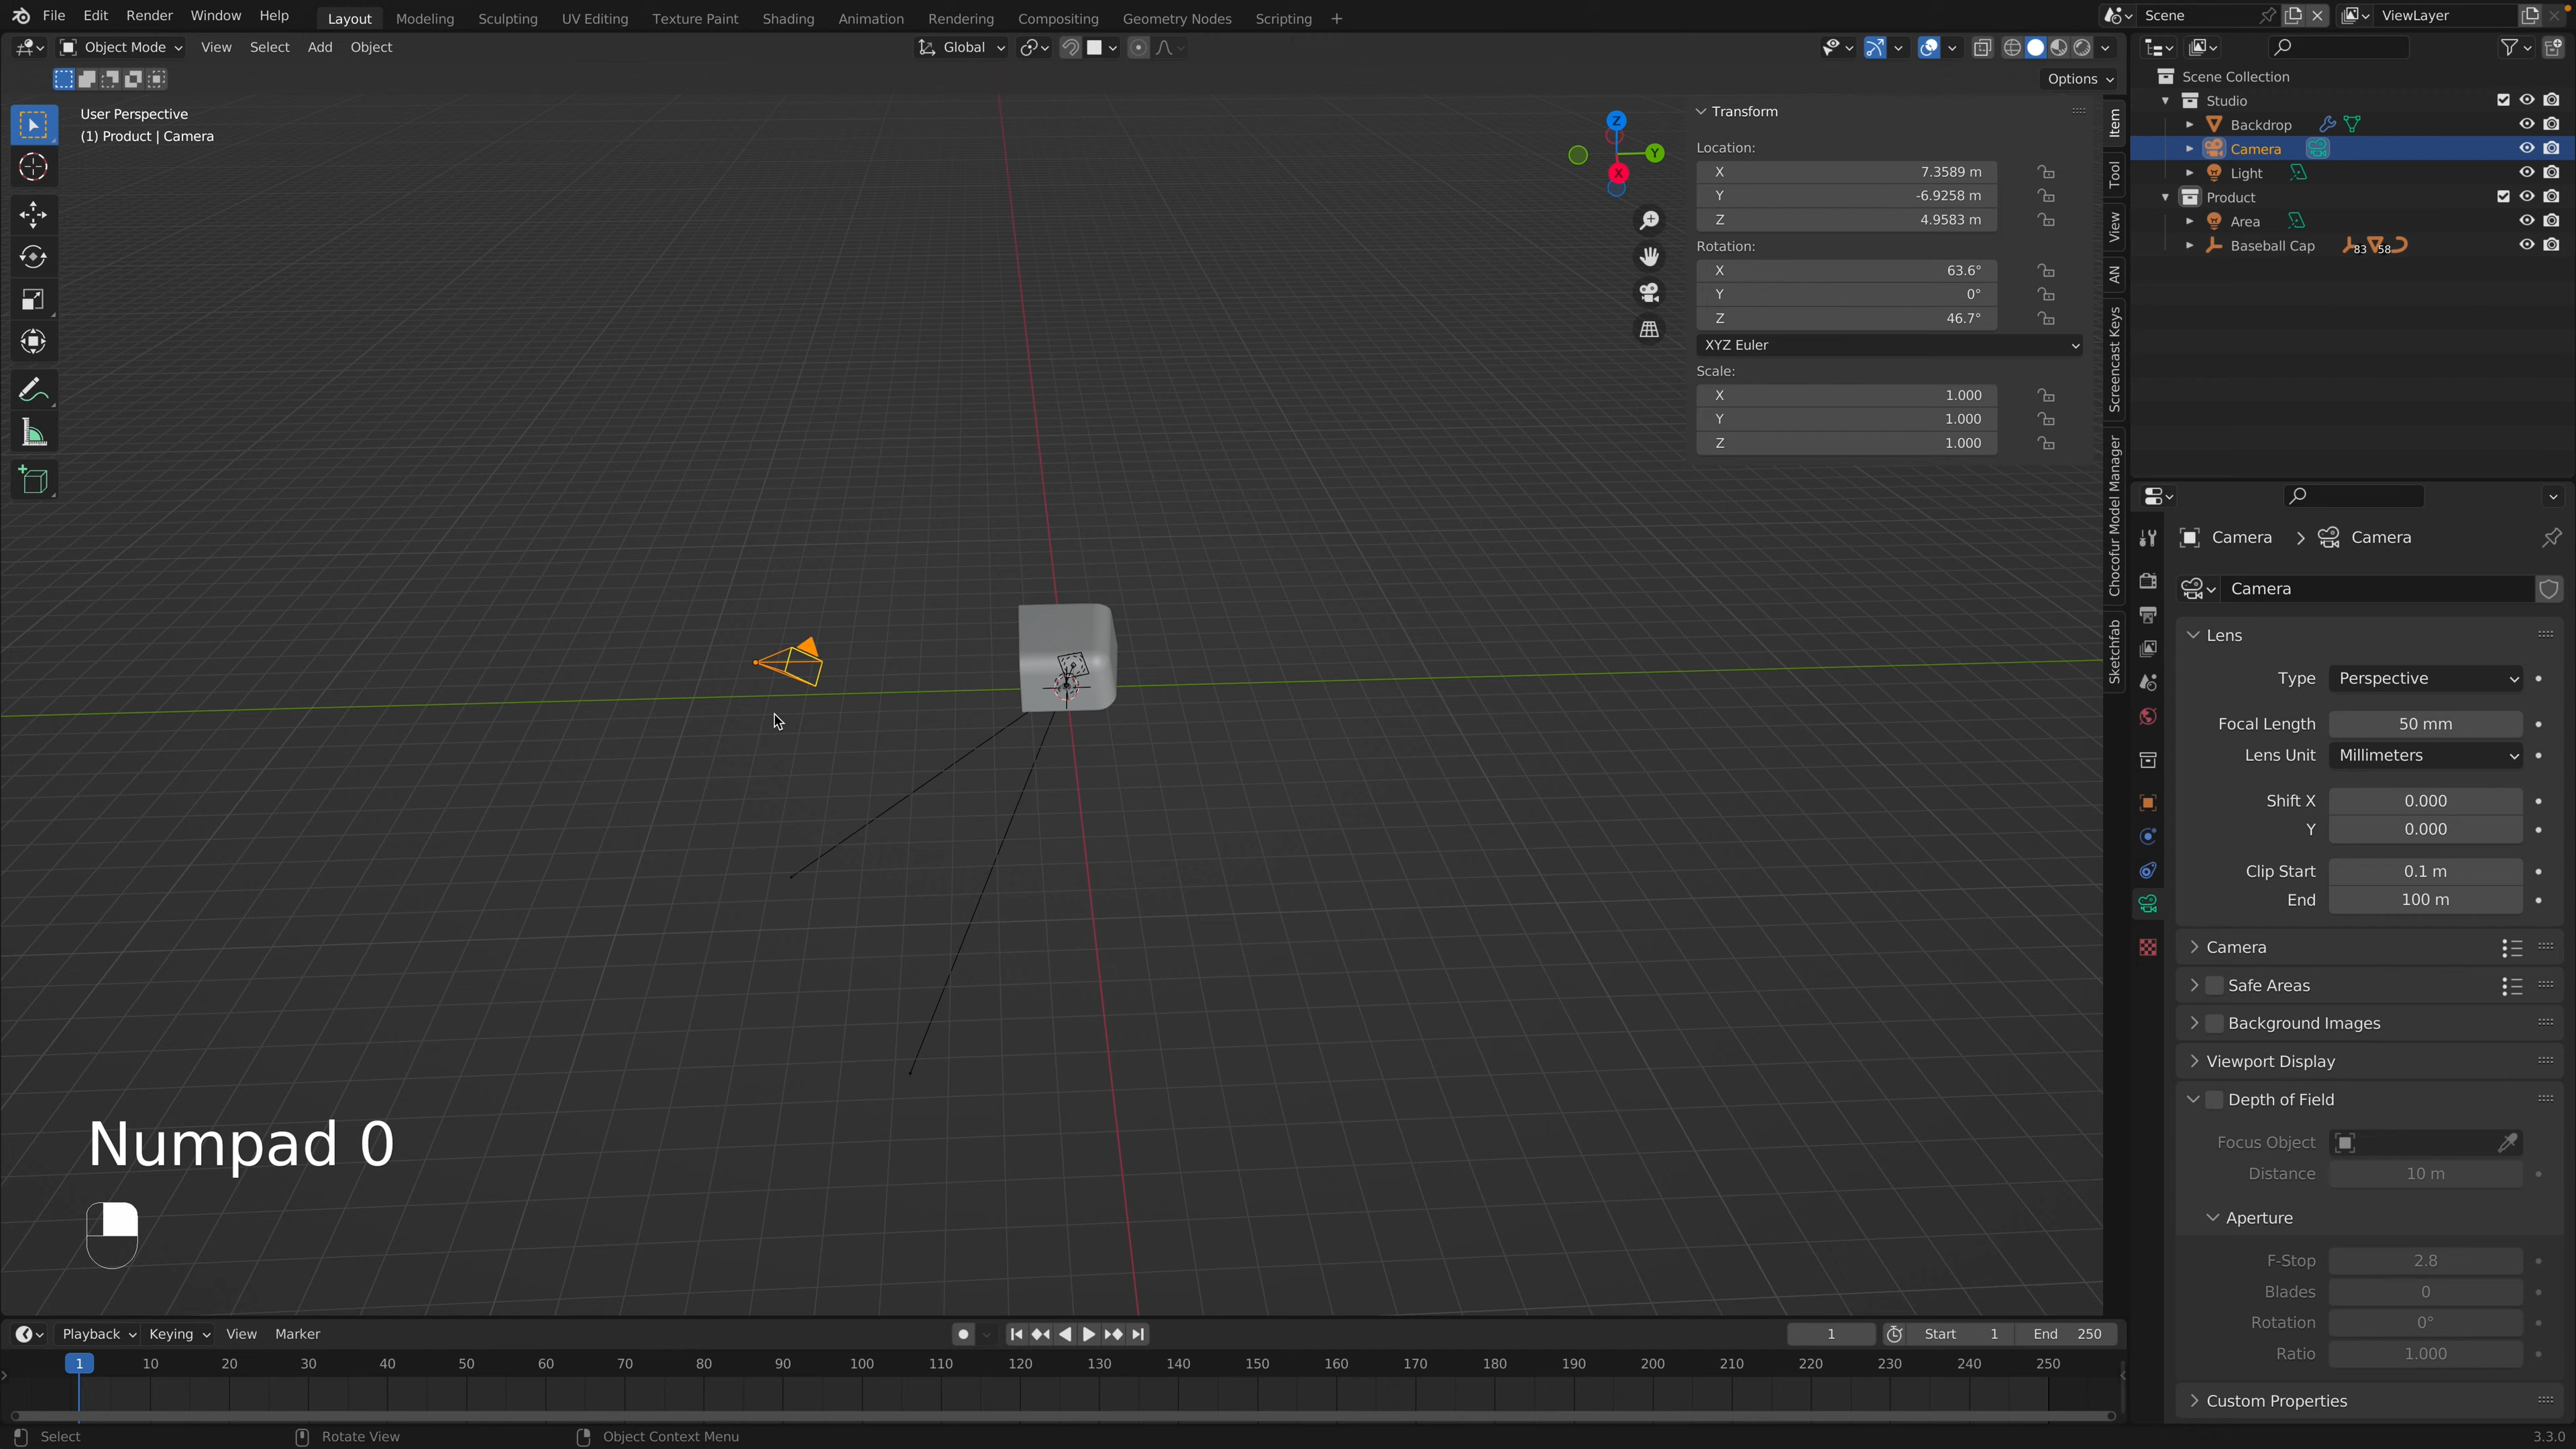 File Edit Render Window Help Layout Modeling Sculpting UV Editing Texture Paint Shading Animation Rendering Compositing Geometry Nodes Scripting + Scene ViewLayer
Object Mode View Select Add Object Global
Options
User Perspective
(1) Product | Camera
Z
Y
X
Transform
Location:
X 7.3589 m
Y -6.9258 m
Z 4.9583 m
Rotation:
X 63.6°
Y 0°
Z 46.7°
XYZ Euler
Scale:
X 1.000
Y 1.000
Z 1.000
Item
Tool
View
AN
Screencast Keys
Chocofur Model Manager
Sketchfab
Scene Collection
Studio
Backdrop
Camera
Light
Product
Area
Baseball Cap 83 58
Camera > Camera
Camera
Lens
Type Perspective
Focal Length 50 mm
Lens Unit Millimeters
Shift X 0.000
Y 0.000
Clip Start 0.1 m
End 100 m
Camera
Safe Areas
Background Images
Viewport Display
Depth of Field
Focus Object
Distance 10 m
Aperture
F-Stop 2.8
Blades 0
Rotation 0°
Ratio 1.000
Custom Properties
Numpad 0
Playback Keying View Marker 1 Start 1 End 250
1 10 20 30 40 50 60 70 80 90 100 110 120 130 140 150 160 170 180 190 200 210 220 230 240 250
Select Rotate View Object Context Menu 3.3.0